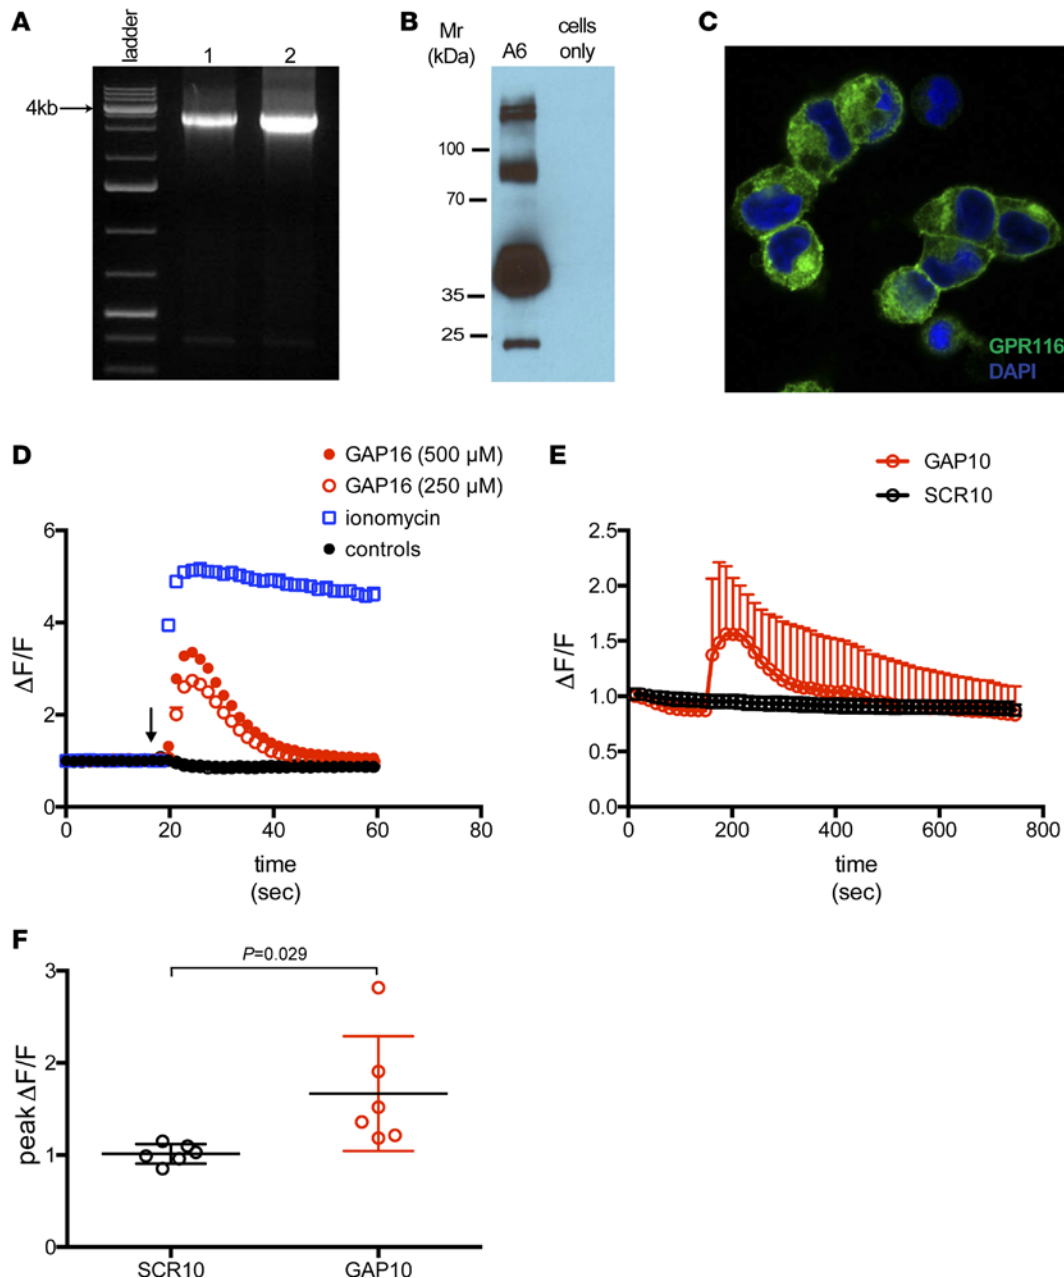 A
ladder
1
2
4kb
B
Mr
(kDa)
A6
cells
only
100
70
35
25
C
GPR116
DAPI
D
GAP16 (500 µM)
GAP16 (250 µM)
ionomycin
controls
6
4
2
0
ΔF/F
0
20
40
60
80
time
(sec)
E
GAP10
SCR10
2.5
2.0
1.5
1.0
0.5
0.0
ΔF/F
0
200
400
600
800
time
(sec)
F
P=0.029
3
2
1
0
peak ΔF/F
SCR10
GAP10